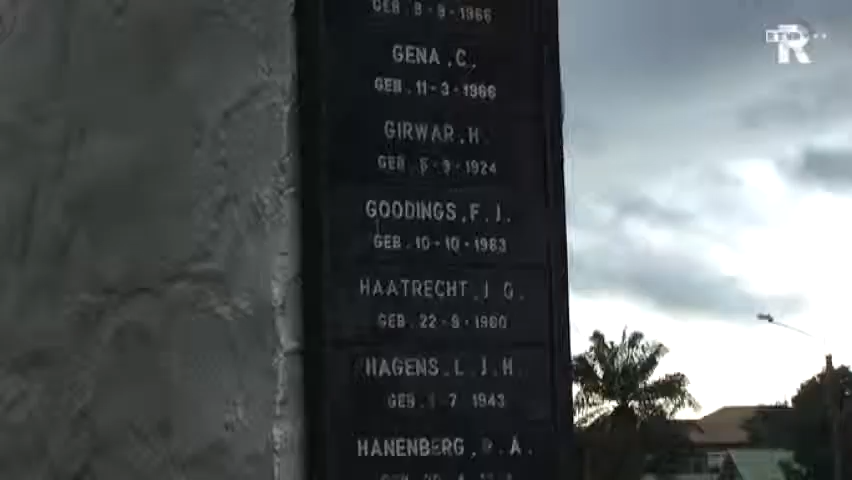 GEB. 8-9-1966
GENA.C.
GEB. 11-3-1966
GIRWAR.H.
GEB. 5-9-1924
GOODINGS.F.I.
GEB. 10-10-1963
HAATRECHT.J G.
GEB. 22-8-1960
HAGENS.L.J.H.
GEB. 1-7 1943
HANENBERG, A.